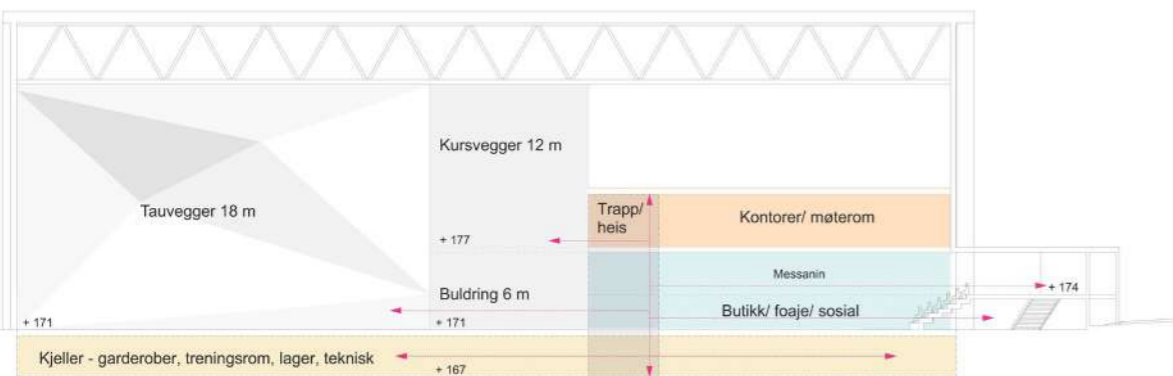 Kursvegger 12 m
Tauvegger 18 m
Trapp/
heis
Kontorer/ møterom
+ 177
Messanin
Buldring 6 m
+ 174
Butikk/ foaje/ sosial
+ 171
+ 171
Kjeller - garderober, treningsrom, lager, teknisk
+ 167